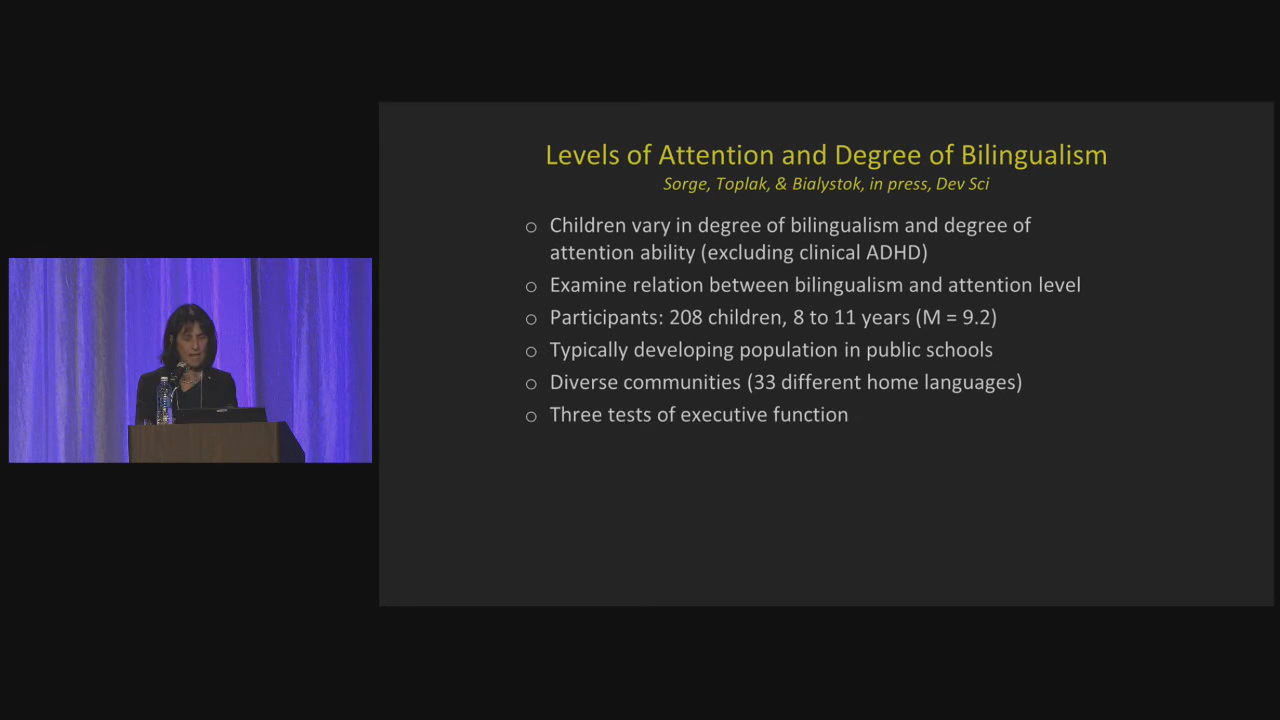 Levels of Attention and Degree of Bilingualism
Sorge, Toplak, & Bialystok, in press, Dev Sci
○ Children vary in degree of bilingualism and degree of
attention ability (excluding clinical ADHD)
○ Examine relation between bilingualism and attention level
○ Participants: 208 children, 8 to 11 years (M = 9.2)
○ Typically developing population in public schools
○ Diverse communities (33 different home languages)
○ Three tests of executive function